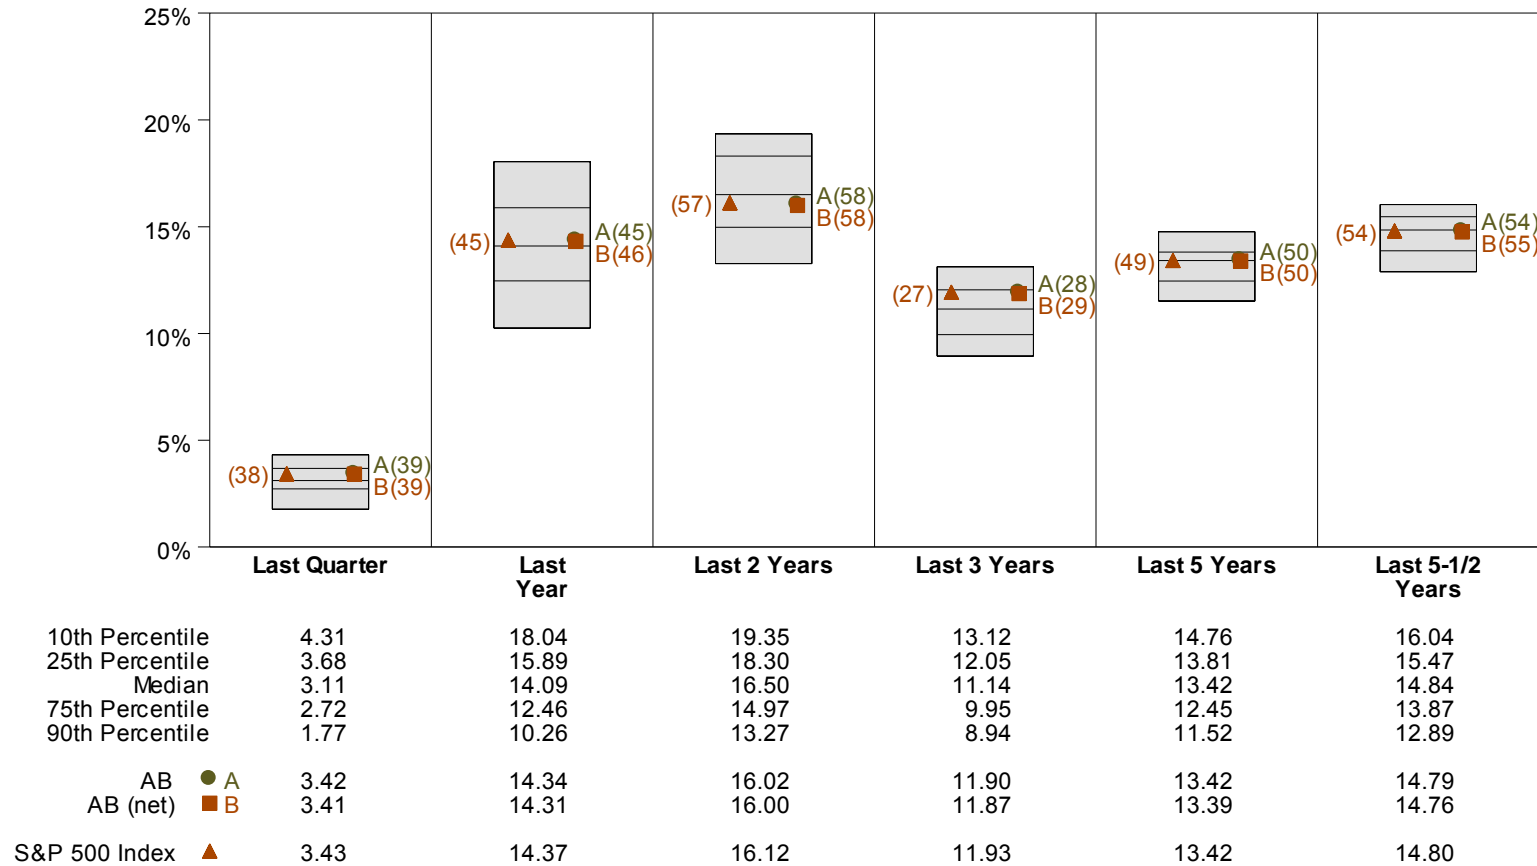 25%
20%
15%
10%
5%
0%
(38)
A(39)
B(39)
(45)
A(45)
B(46)
(57)
A(58)
B(58)
(27)
A(28)
B(29)
(49)
A(50)
B(50)
(54)
A(54)
B(55)
Last Quarter Last Year Last 2 Years Last 3 Years Last 5 Years Last 5-1/2 Years
10th Percentile 4.31 18.04 19.35 13.12 14.76 16.04
25th Percentile 3.68 15.89 18.30 12.05 13.81 15.47
Median 3.11 14.09 16.50 11.14 13.42 14.84
75th Percentile 2.72 12.46 14.97 9.95 12.45 13.87
90th Percentile 1.77 10.26 13.27 8.94 11.52 12.89
AB A 3.42 14.34 16.02 11.90 13.42 14.79
AB (net) B 3.41 14.31 16.00 11.87 13.39 14.76
S&P 500 Index 3.43 14.37 16.12 11.93 13.42 14.80